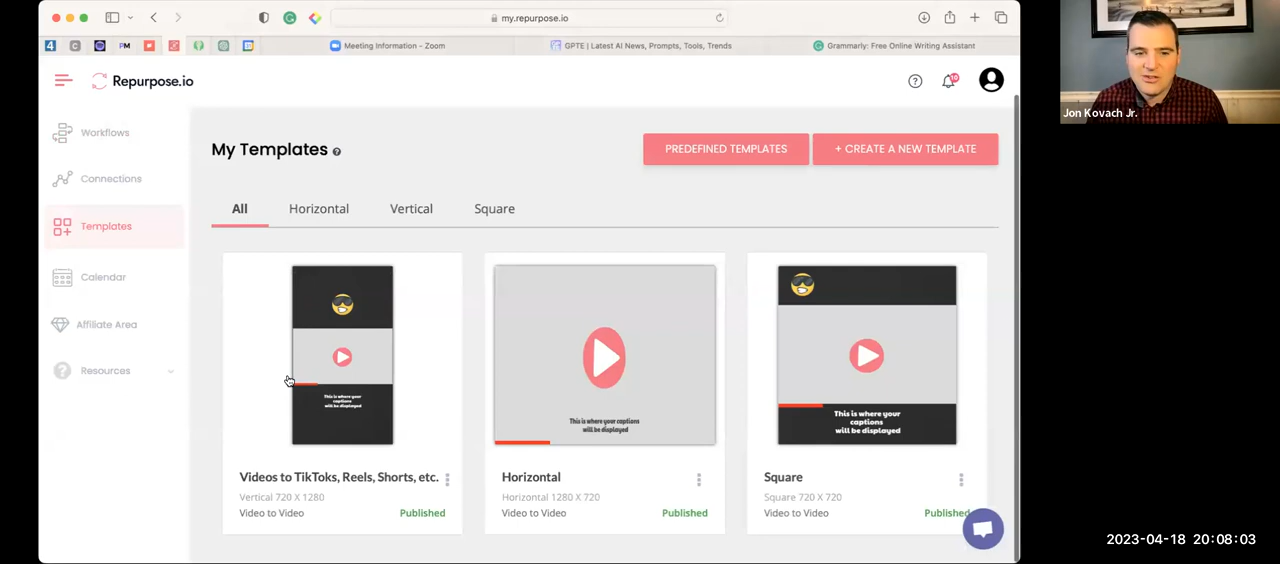 my.repurpose.io
4 C PM Meeting Information - Zoom GPTE | Latest AI News, Prompts, Tools, Trends Grammarly: Free Online Writing Assistant
Repurpose.io
10
Jon Kovach Jr.
Workflows
Connections
Templates
Calendar
Affiliate Area
Resources
My Templates
PREDEFINED TEMPLATES
+ CREATE A NEW TEMPLATE
All Horizontal Vertical Square
This is where your
captions
will be displayed
Videos to TikToks, Reels, Shorts, etc.
Vertical 720 X 1280
Video to Video Published
This is where your captions
will be displayed
Horizontal
Horizontal 1280 X 720
Video to Video Published
This is where your
captions
will be displayed
Square
Square 720 X 720
Video to Video Published
2023-04-18 20:08:03